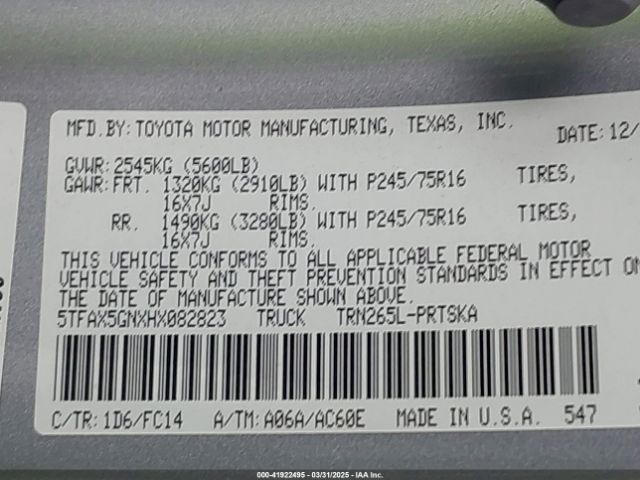 MFD.BY: TOYOTA MOTOR MANUFACTURING, TEXAS, INC. DATE: 12/
GVWR: 2545KG (5600LB)
GAWR: FRT. 1320KG (2910LB) WITH P245/75R16 TIRES,
16X7J RIMS.
RR. 1490KG (3280LB) WITH P245/75R16 TIRES,
16X7J RIMS.
THIS VEHICLE CONFORMS TO ALL APPLICABLE FEDERAL MOTOR
VEHICLE SAFETY AND THEFT PREVENTION STANDARDS IN EFFECT ON
THE DATE OF MANUFACTURE SHOWN ABOVE.
5TFAX5GNXHX082823 TRUCK TRN265L-PRTSKA
C/TR: 1D6/FC14 A/TM: A06A/AC60E MADE IN U.S.A. 547
000-41922495 - 03/31/2025 - IAAI.COM